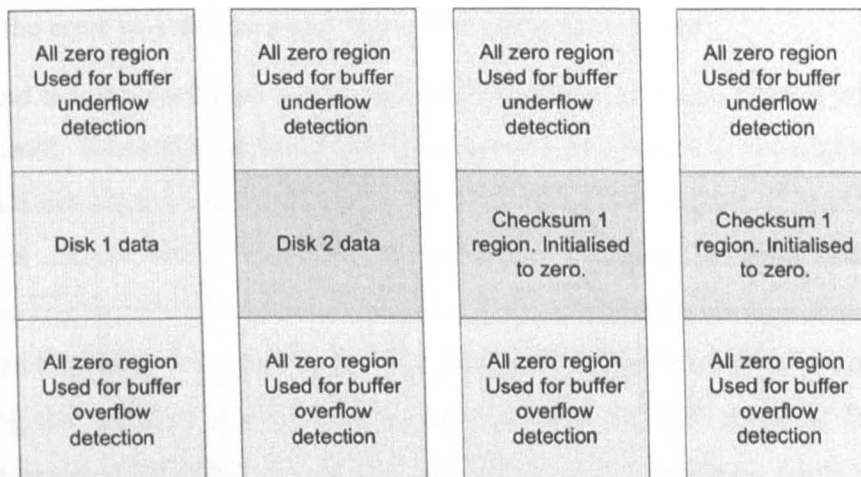 All zero region
Used for buffer
underflow
detection
Disk 1 data
All zero region
Used for buffer
overflow
detection
All zero region
Used for buffer
underflow
detection
Disk 2 data
All zero region
Used for buffer
overflow
detection
All zero region
Used for buffer
underflow
detection
Checksum 1
region. Initialised
to zero.
All zero region
Used for buffer
overflow
detection
All zero region
Used for buffer
underflow
detection
Checksum 1
region. Initialised
to zero.
All zero region
Used for buffer
overflow
detection